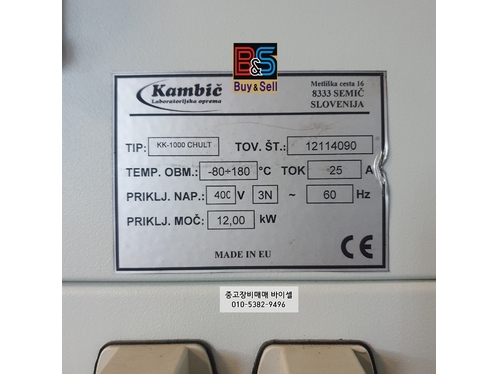 B&S
Buy & Sell
Kambič
Laboratorijska oprema
Metliška cesta 16
8333 SEMIČ
SLOVENIJA
TIP: KK-1000 CHULT TOV. ŠT.: 12114090
TEMP. OBM.: -80÷180 °C TOK 25 A
PRIKLJ. NAP.: 400 V 3N ~ 60 Hz
PRIKLJ. MOČ: 12,00 kW
MADE IN EU
CE
중고장비매매 바이셀
010-5382-9496